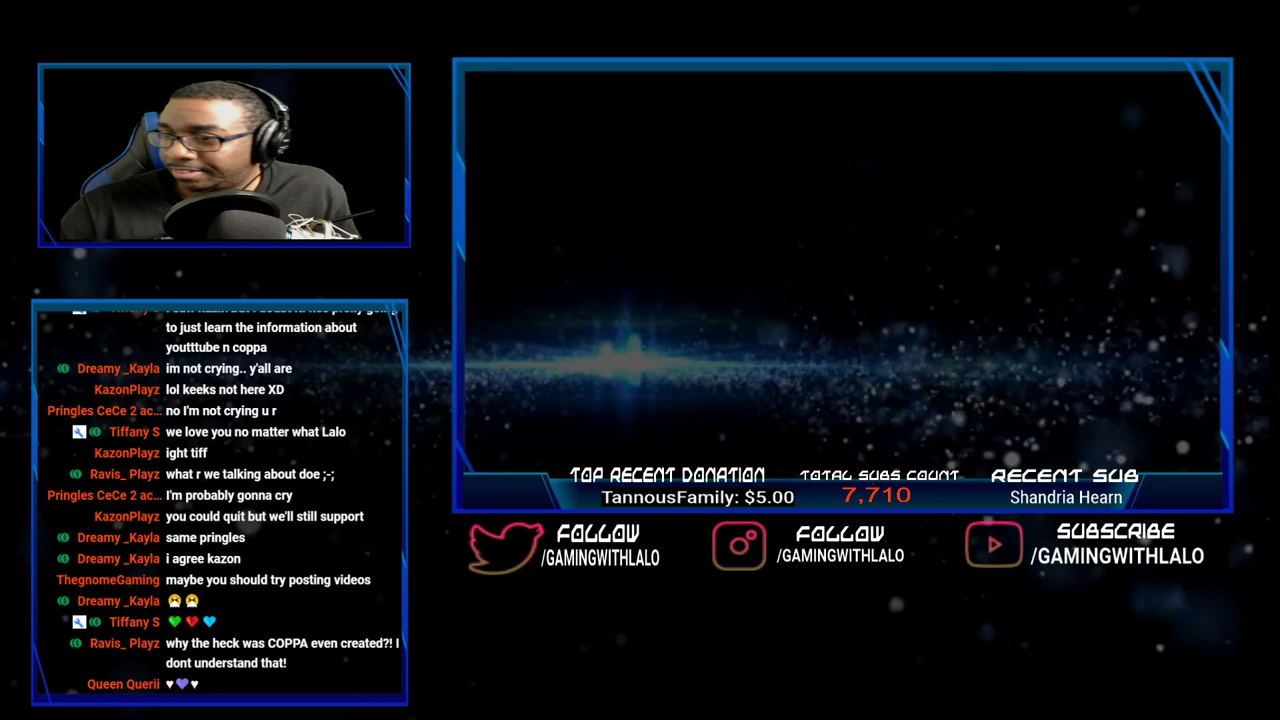 to just learn the information about
youtttube n coppa
Dreamy _Kayla im not crying.. y'all are
KazonPlayz lol keeks not here XD
Pringles CeCe 2 ac... no I'm not crying u r
Tiffany S we love you no matter what Lalo
KazonPlayz ight tiff
Ravis_ Playz what r we talking about doe ;-;
Pringles CeCe 2 ac... I'm probably gonna cry
KazonPlayz you could quit but we'll still support
Dreamy _Kayla same pringles
Dreamy _Kayla i agree kazon
ThegnomeGaming maybe you should try posting videos
Dreamy _Kayla 😷 😷
Tiffany S 💚 💔 💙
Ravis_ Playz why the heck was COPPA even created?! I
dont understand that!
Queen Querii ♥💜♥
TOP RECENT DONATION
TannousFamily: $5.00
TOTAL SUBS COUNT
7,710
RECENT SUB
Shandria Hearn
FOLLOW
/GAMINGWITHLALO
FOLLOW
/GAMINGWITHLALO
SUBSCRIBE
/GAMINGWITHLALO